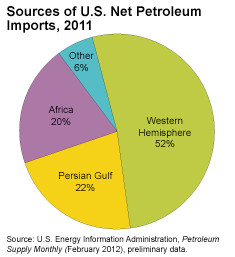 Sources of U.S. Net Petroleum
Imports, 2011
Other
6%
Western
Hemisphere
52%
Africa
20%
Persian Gulf
22%
Source: U.S. Energy Information Administration, Petroleum
Supply Monthly (February 2012), preliminary data.